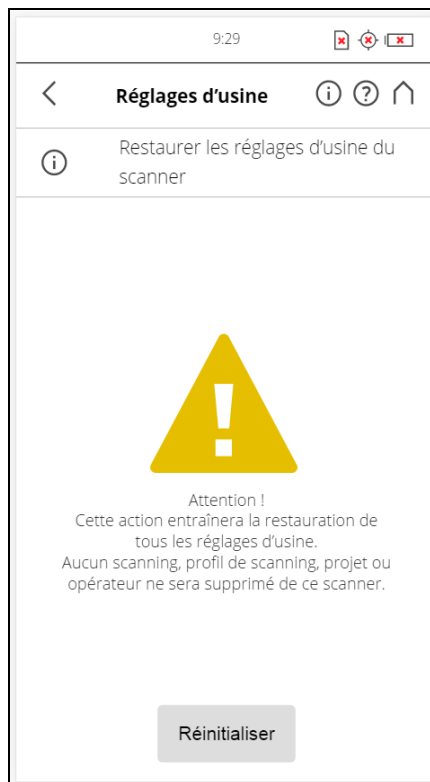 9:29
Réglages d'usine
Restaurer les réglages d'usine du
scanner
Attention !
Cette action entraînera la restauration de
tous les réglages d'usine.
Aucun scanning, profil de scanning, projet ou
opérateur ne sera supprimé de ce scanner.
Réinitialiser